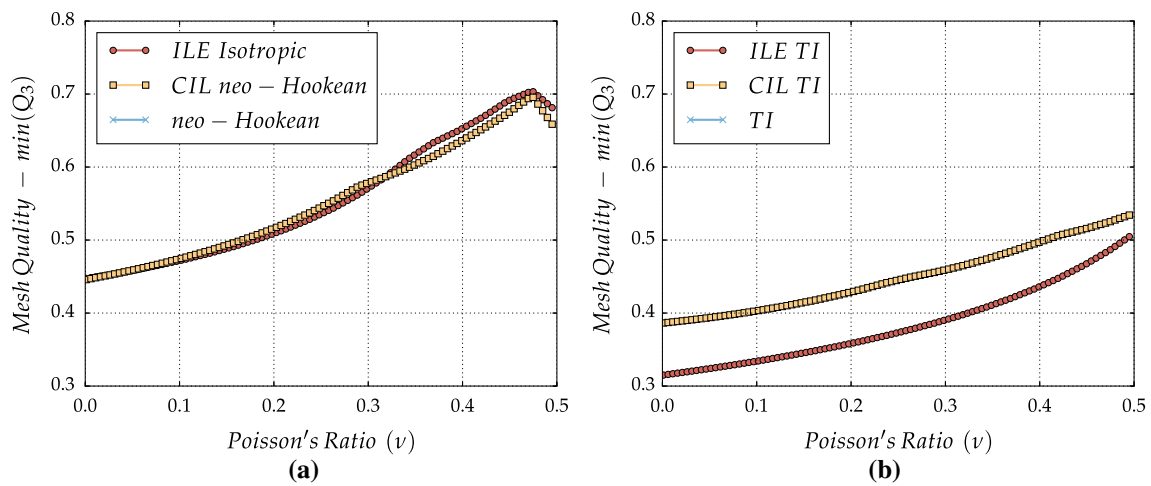 0.8
0.7
0.6
0.5
0.4
0.3
Mesh Quality − min(Q3)
ILE Isotropic
CIL neo − Hookean
neo − Hookean
0.0 0.1 0.2 0.3 0.4 0.5
Poisson′s Ratio (ν)
(a)
0.8
0.7
0.6
0.5
0.4
0.3
Mesh Quality − min(Q3)
ILE TI
CIL TI
TI
0.0 0.1 0.2 0.3 0.4 0.5
Poisson′s Ratio (ν)
(b)